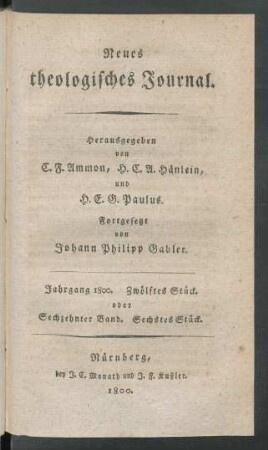 Neues
theologisches Journal.
Herausgegeben
von
C. F. Ammon, H. C. A. Hänlein,
und
H. E. G. Paulus.
Fortgesetzt
von
Johann Philipp Gabler.
Jahrgang 1800. Zwölftes Stück.
oder
Sechzehnter Band. Sechstes Stück.
Nürnberg,
bey J. C. Monath und J. F. Kußler.
1800.